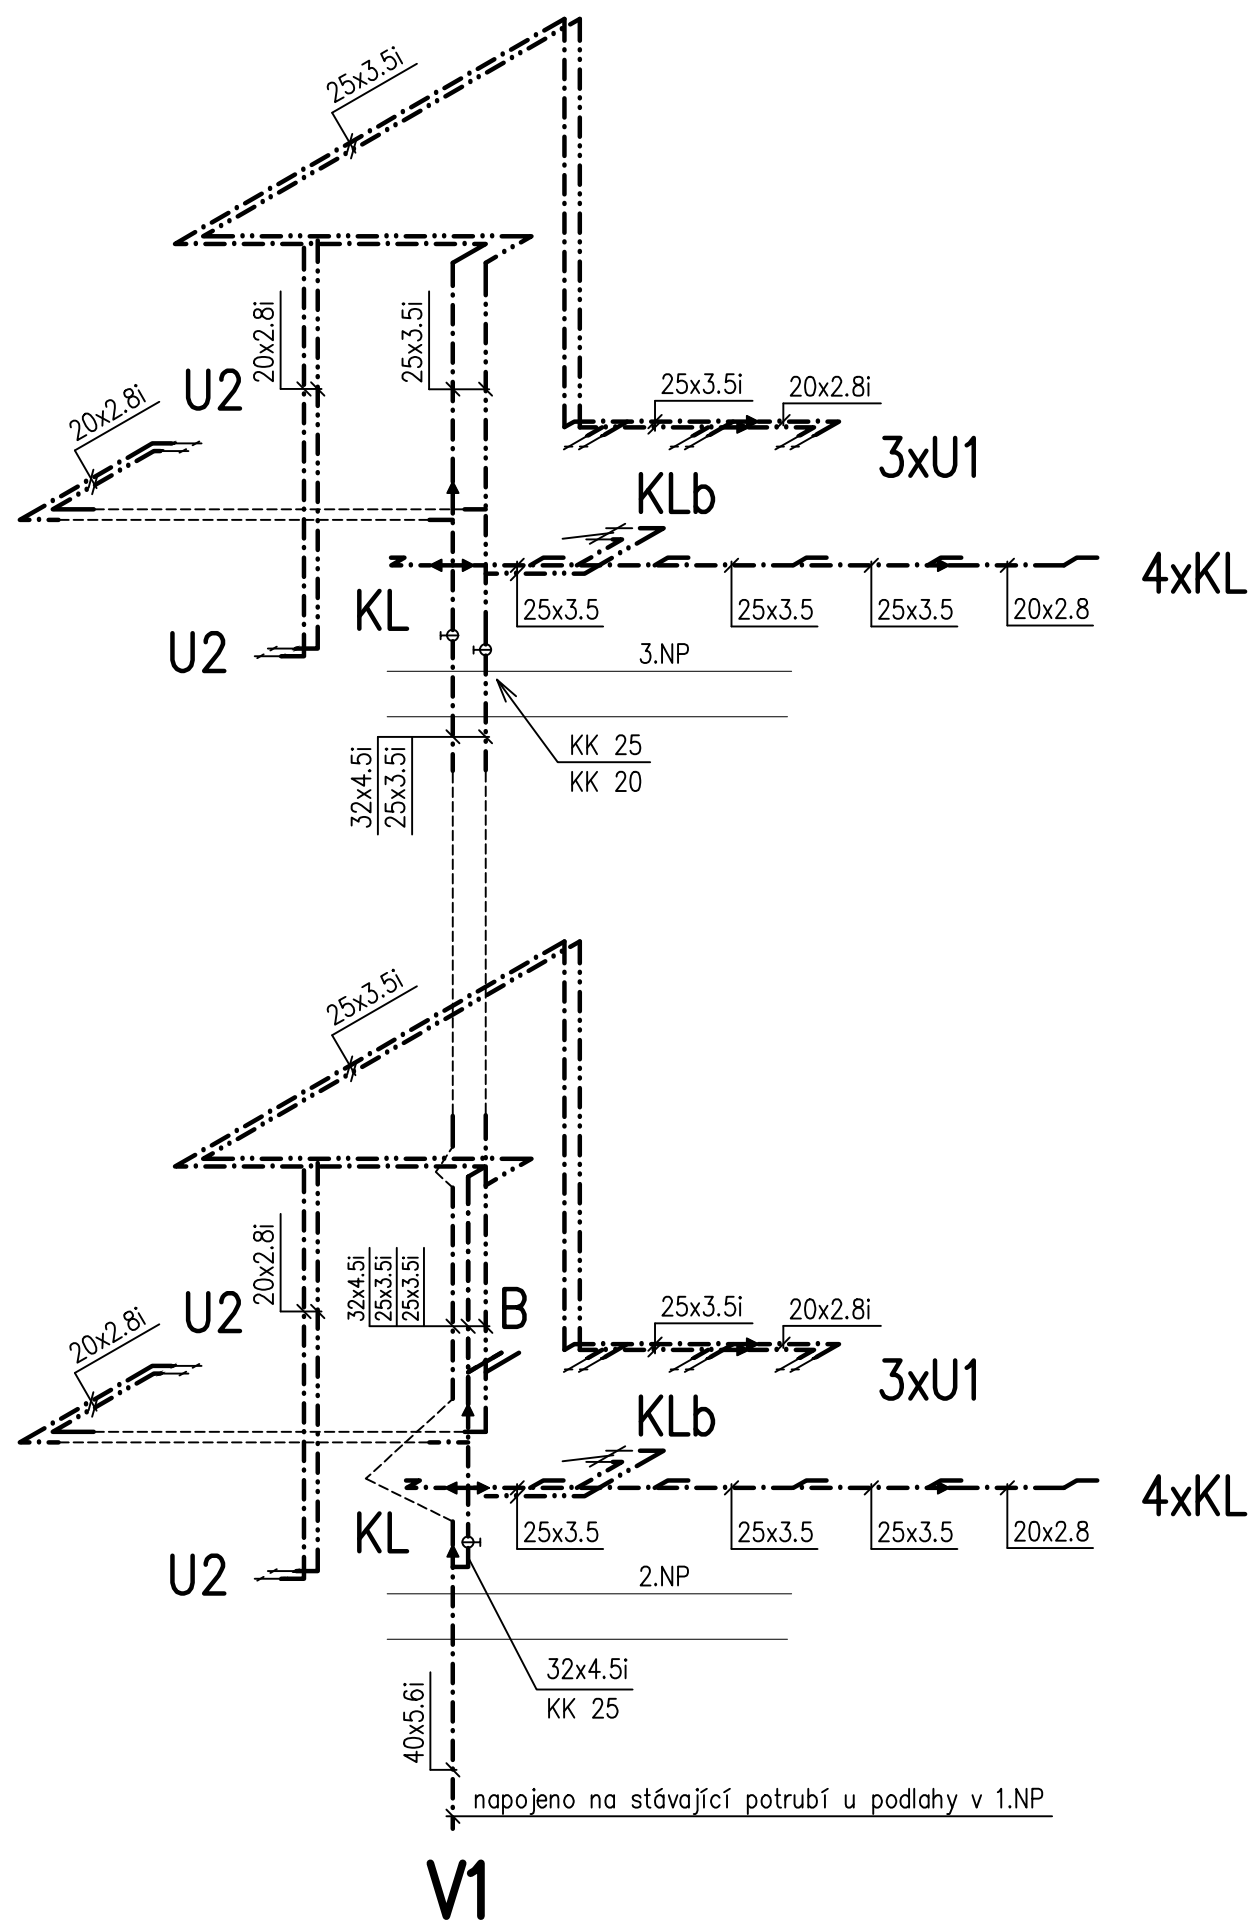 25x3.5i
20x2.8i
25x3.5i
U2
20x2.8i
25x3.5i
20x2.8i
3xU1
KLb
4xKL
KL
25x3.5
25x3.5
25x3.5
20x2.8
U2
3.NP
KK 25
KK 20
32x4.5i
25x3.5i
25x3.5i
20x2.8i
32x4.5i
25x3.5i
25x3.5i
U2
B
20x2.8i
25x3.5i
20x2.8i
3xU1
KLb
4xKL
KL
25x3.5
25x3.5
25x3.5
20x2.8
U2
2.NP
32x4.5i
KK 25
40x5.6i
napojeno na stávající potrubí u podlahy v 1.NP
V1